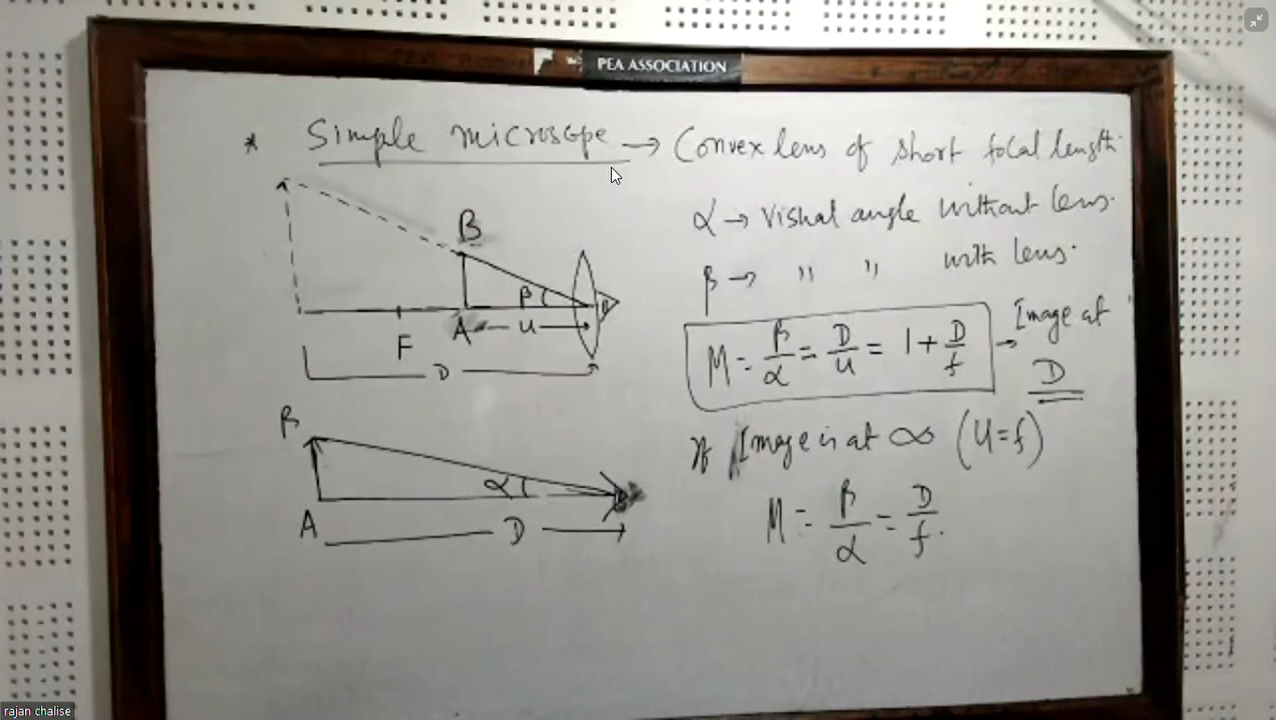 PEA ASSOCIATION
* Simple microscope → Convex lens of short focal length.
α → Visual angle without lens.
β → " " with lens.
B
β
F
A
u
D
M = β/α = D/u = 1 + D/f → Image at D
B
α
A
D
If Image is at ∞ (u=f)
M = β/α = D/f.
rajan chalise